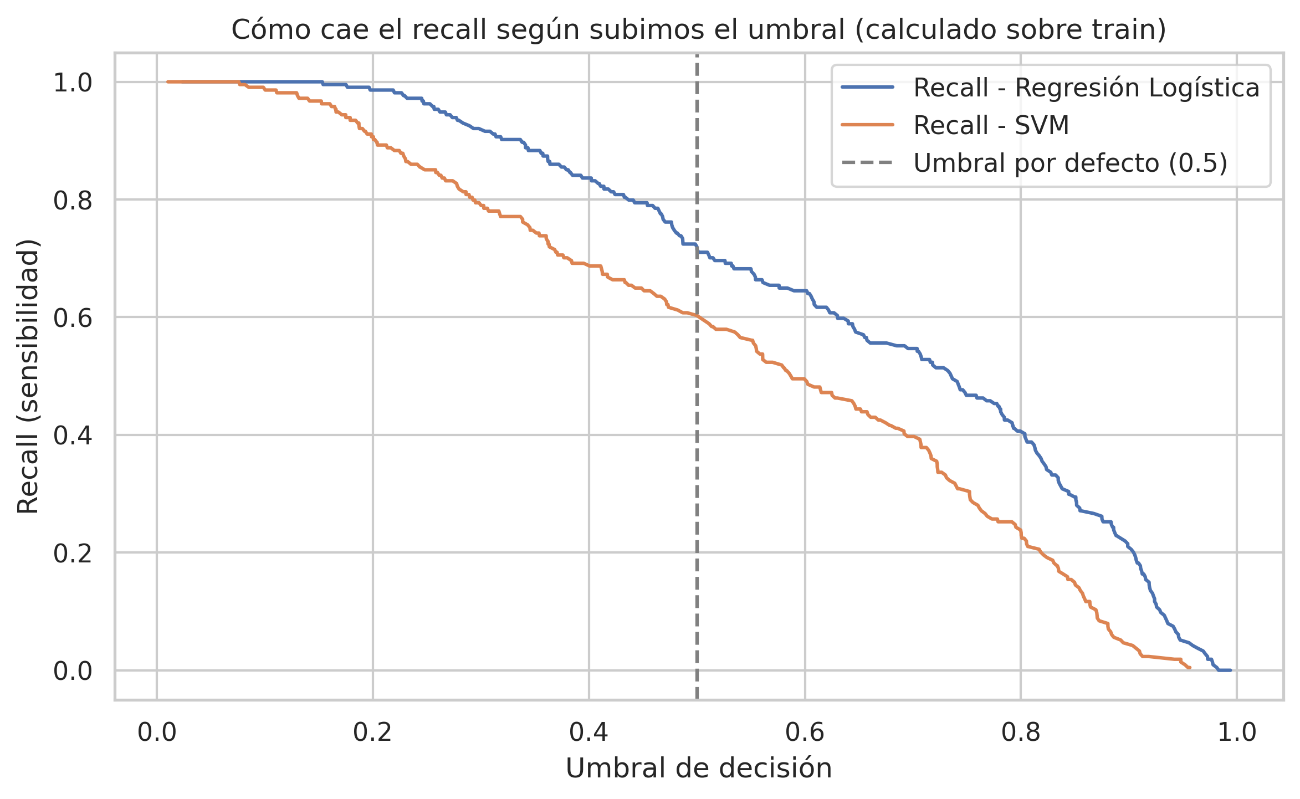 Cómo cae el recall según subimos el umbral (calculado sobre train)
Recall - Regresión Logística
Recall - SVM
Umbral por defecto (0.5)
Recall (sensibilidad)
1.0
0.8
0.6
0.4
0.2
0.0
0.0 0.2 0.4 0.6 0.8 1.0
Umbral de decisión